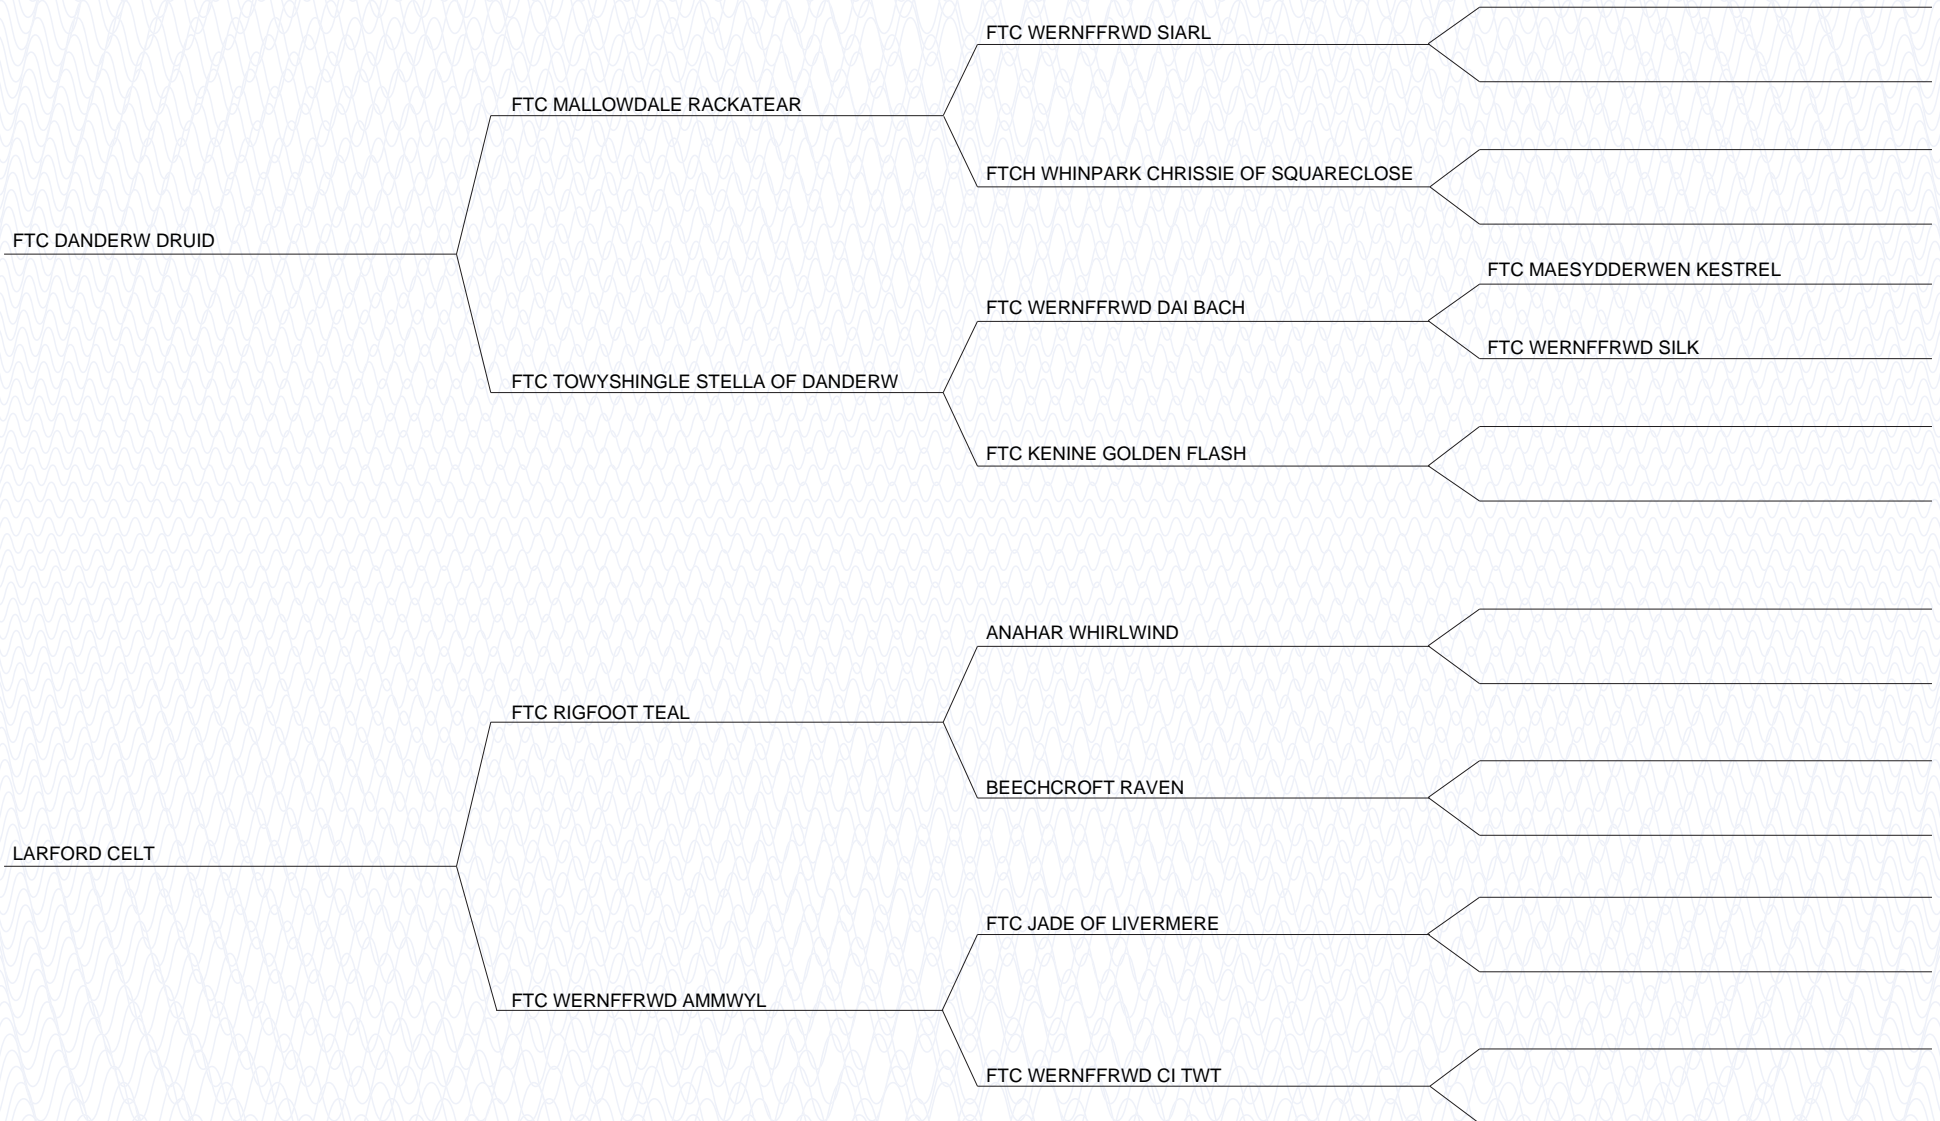 FTC WERNFFRWD SIARL
FTC MALLOWDALE RACKATEAR
FTCH WHINPARK CHRISSIE OF SQUARECLOSE
FTC DANDERW DRUID
FTC MAESYDDERWEN KESTREL
FTC WERNFFRWD DAI BACH
FTC WERNFFRWD SILK
FTC TOWYSHINGLE STELLA OF DANDERW
FTC KENINE GOLDEN FLASH
ANAHAR WHIRLWIND
FTC RIGFOOT TEAL
BEECHCROFT RAVEN
LARFORD CELT
FTC JADE OF LIVERMERE
FTC WERNFFRWD AMMWYL
FTC WERNFFRWD CI TWT